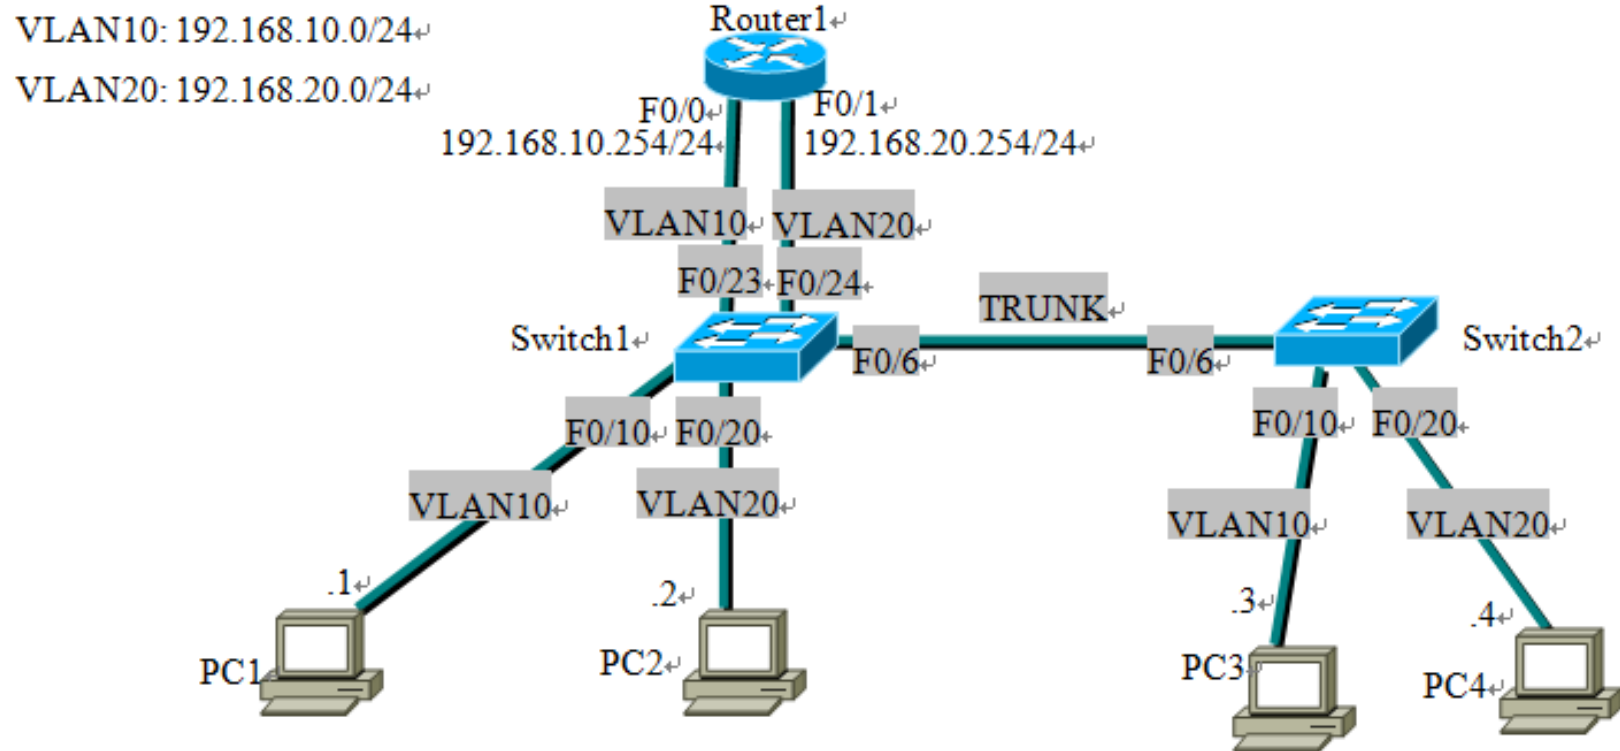 VLAN10: 192.168.10.0/24
VLAN20: 192.168.20.0/24
Router1
F0/0
F0/1
192.168.10.254/24
192.168.20.254/24
VLAN10
VLAN20
F0/23
F0/24
TRUNK
Switch1
F0/6
F0/6
Switch2
F0/10
F0/20
F0/10
F0/20
VLAN10
VLAN20
VLAN10
VLAN20
.1
.2
.3
.4
PC1
PC2
PC3
PC4